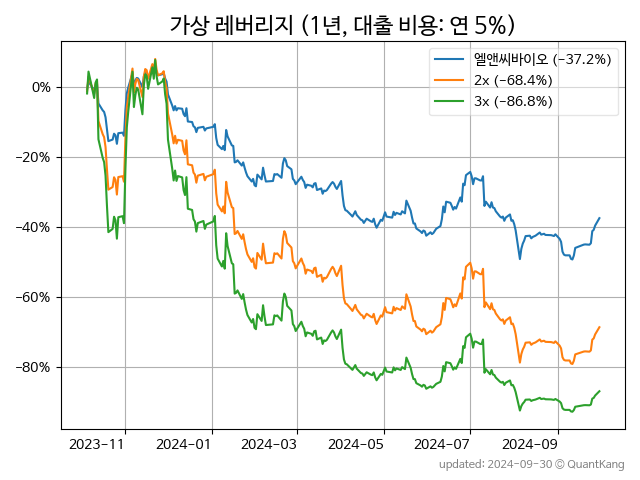 가상 레버리지 (1년, 대출 비용: 연 5%)
엘앤씨바이오 (−37.2%)
2x (−68.4%)
3x (−86.8%)
0%
−20%
−40%
−60%
−80%
2023−11 2024−01 2024−03 2024−05 2024−07 2024−09
updated: 2024-09-30 © QuantKang